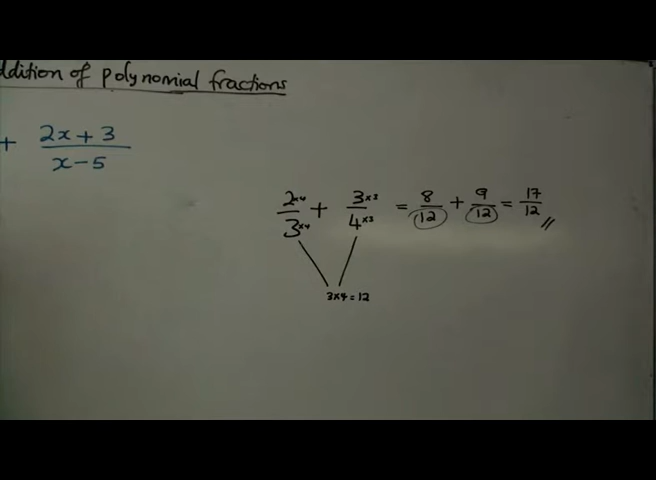 ddition of polynomial fractions
+ 2x + 3 / x - 5
2×4 / 3×4 + 3×3 / 4×3 = 8/12 + 9/12 = 17/12 //
3×4 = 12